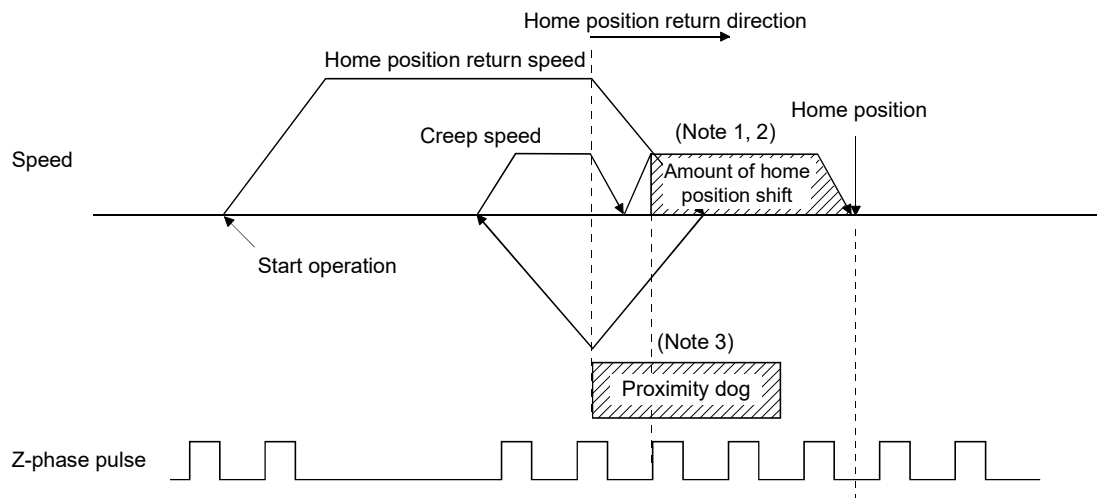 Home position return direction
Home position return speed
Home position
Creep speed
(Note 1, 2)
Speed
Amount of home
position shift
Start operation
(Note 3)
Proximity dog
Z-phase pulse